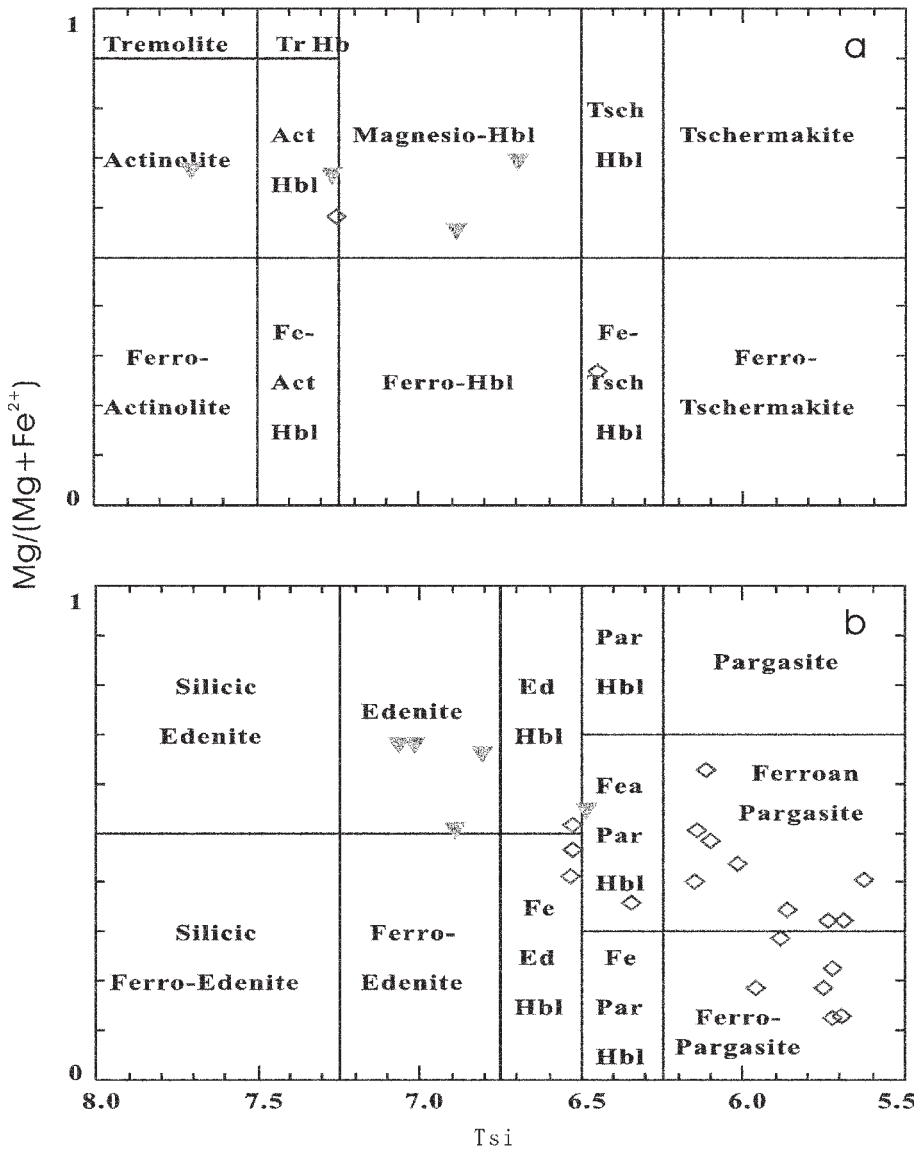 1
Tremolite
Tr Hb
a
Act
Hbl
Magnesio-Hbl
Tsch
Hbl
Tschermakite
Actinolite
Ferro-
Actinolite
Fe-
Act
Hbl
Ferro-Hbl
Fe-
Tsch
Hbl
Ferro-
Tschermakite
0
Mg/(Mg+Fe²⁺)
1
b
Silicic
Edenite
Edenite
Ed
Hbl
Par
Hbl
Pargasite
Fea
Par
Hbl
Ferroan
Pargasite
Silicic
Ferro-Edenite
Ferro-
Edenite
Fe
Ed
Hbl
Fe
Par
Hbl
Ferro-
Pargasite
0
8.0 7.5 7.0 6.5 6.0 5.5
Tsi